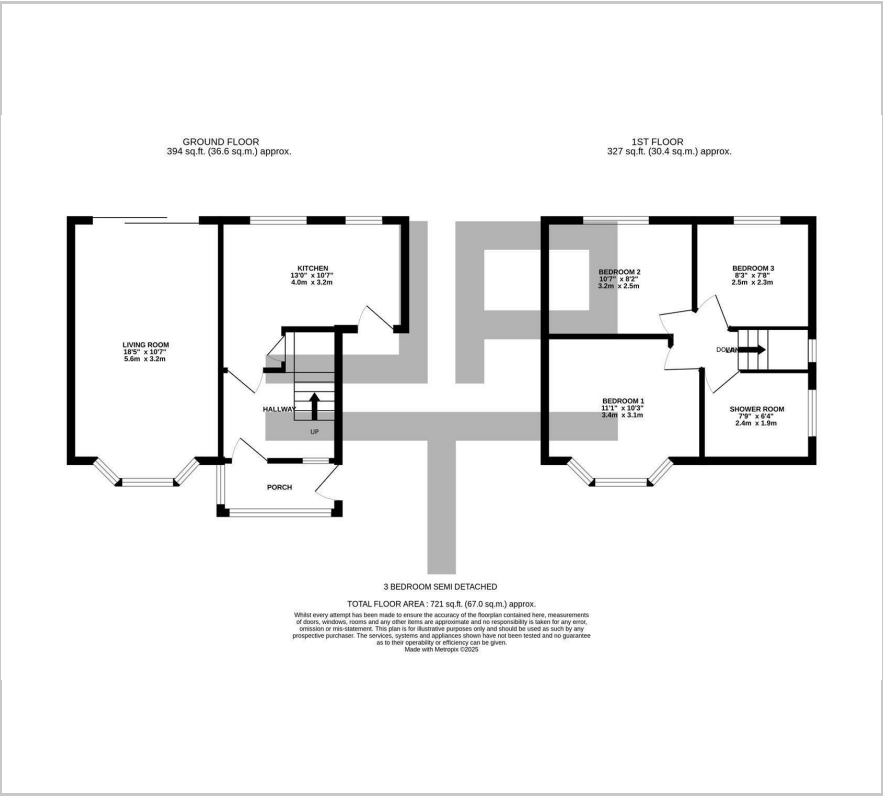 GROUND FLOOR
394 sq.ft. (36.6 sq.m.) approx.
1ST FLOOR
327 sq.ft. (30.4 sq.m.) approx.
KITCHEN
13'0" x 10'7"
4.0m x 3.2m
LIVING ROOM
18'5" x 10'7"
5.6m x 3.2m
HALLWAY
UP
PORCH
BEDROOM 2
10'7" x 8'2"
3.2m x 2.5m
BEDROOM 3
8'3" x 7'8"
2.5m x 2.3m
BEDROOM 1
11'1" x 10'3"
3.4m x 3.1m
SHOWER ROOM
7'9" x 6'4"
2.4m x 1.9m
3 BEDROOM SEMI DETACHED
TOTAL FLOOR AREA : 721 sq.ft. (67.0 sq.m.) approx.
Whilst every attempt has been made to ensure the accuracy of the floorplan contained here, measurements
of doors, windows, rooms and any other items are approximate and no responsibility is taken for any error,
omission or mis-statement. This plan is for illustrative purposes only and should be used as such by any
prospective purchaser. The services, systems and appliances shown have not been tested and no guarantee
as to their operability or efficiency can be given.
Made with Metropix ©2025